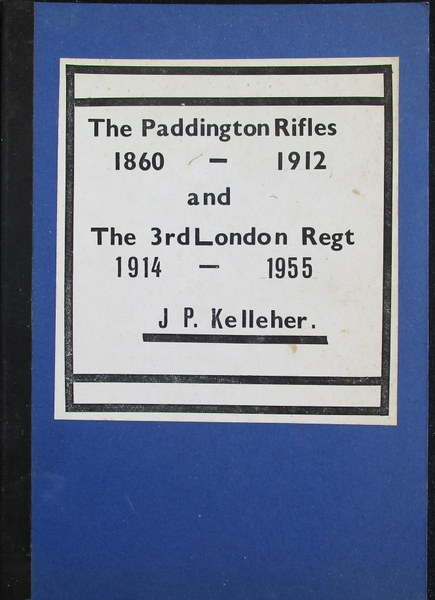 The Paddington Rifles
1860 – 1912
and
The 3rd London Regt
1914 – 1955
J P. Kelleher.